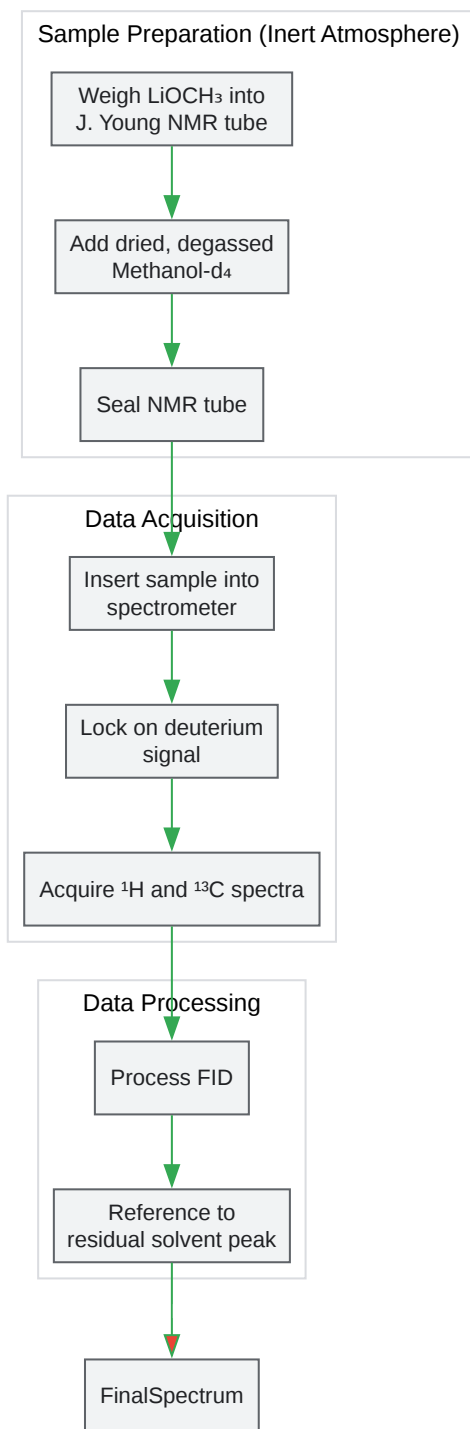 Sample Preparation (Inert Atmosphere)
Weigh LiOCH₃ into
J. Young NMR tube
Add dried, degassed
Methanol-d₄
Seal NMR tube
Data Acquisition
Insert sample into
spectrometer
Lock on deuterium
signal
Acquire ¹H and ¹³C spectra
Data Processing
Process FID
Reference to
residual solvent peak
FinalSpectrum